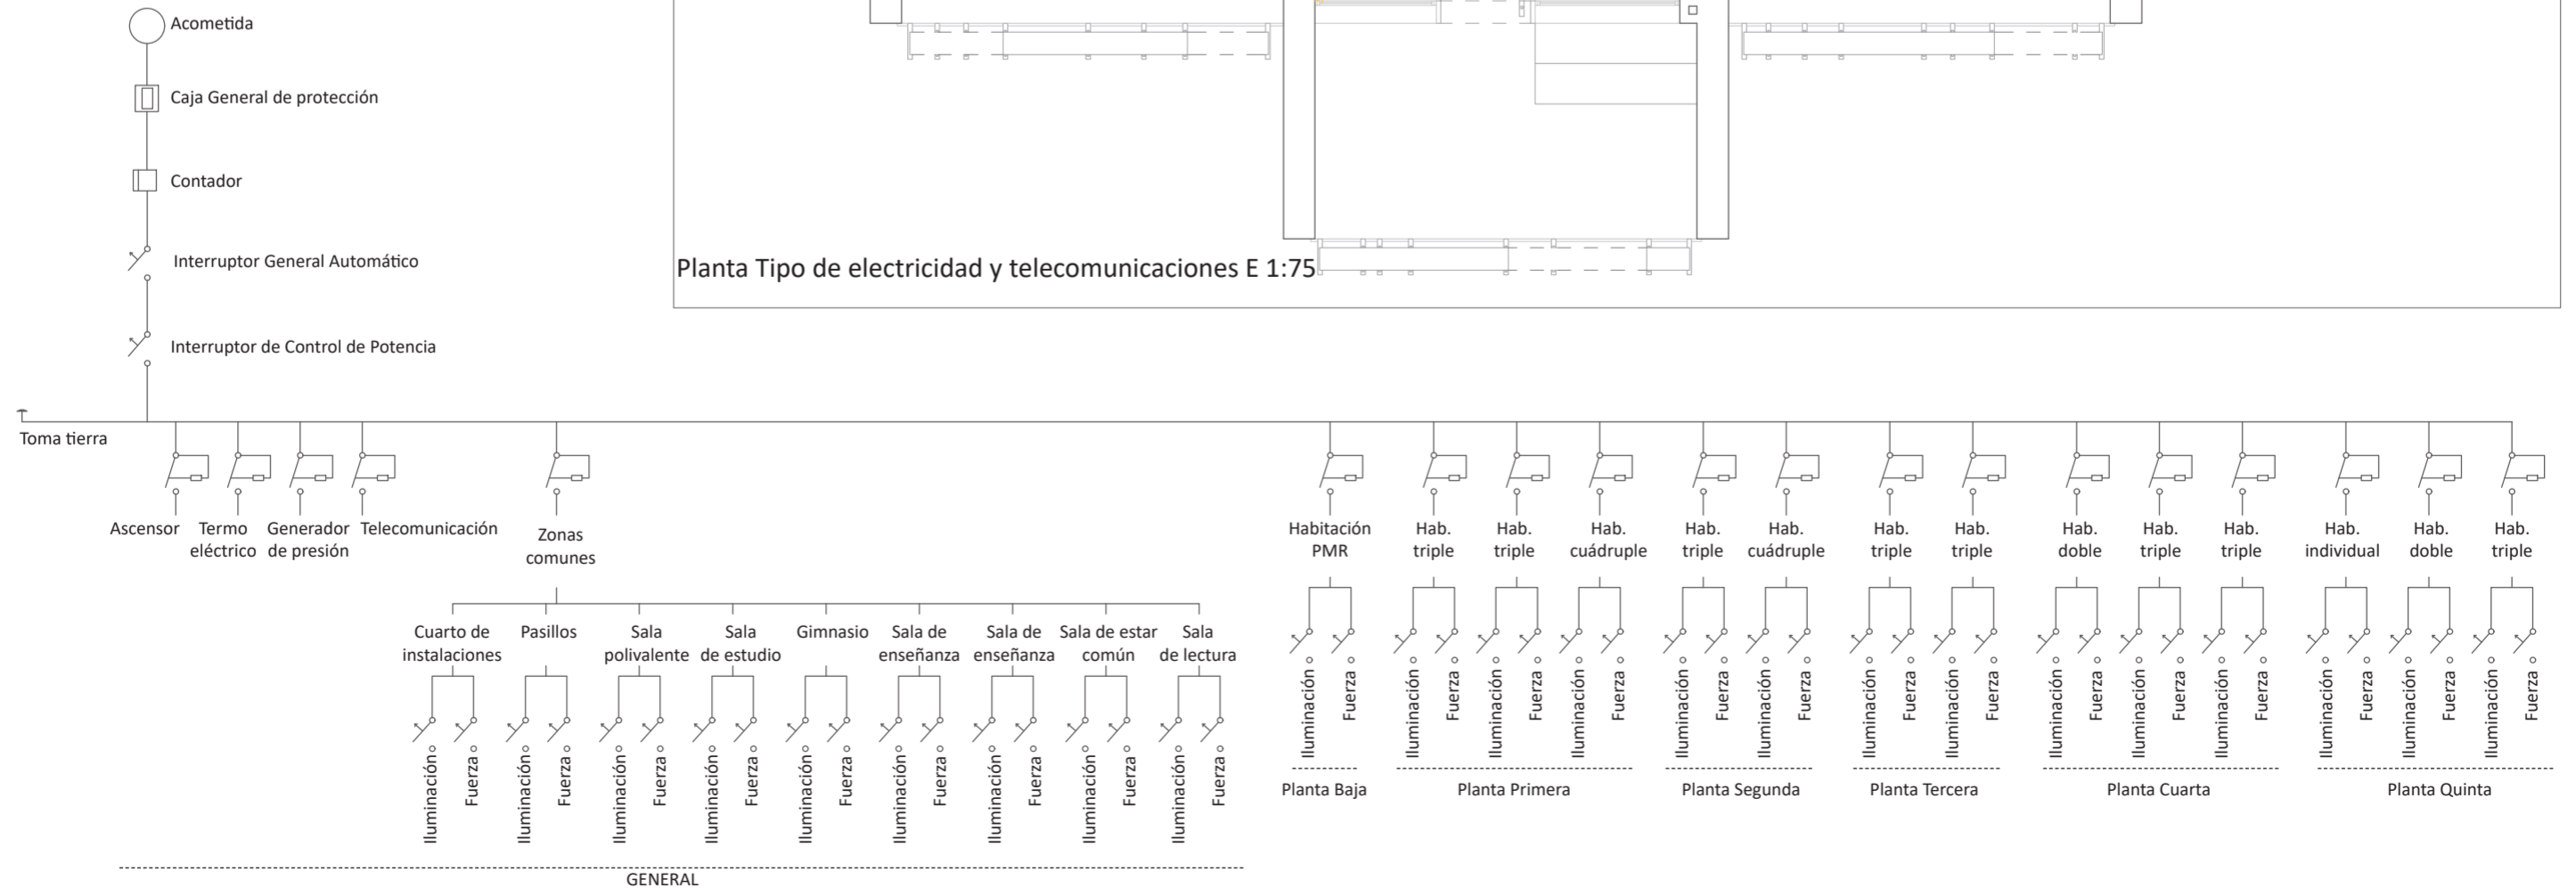 Acometida
Caja General de protección
Contador
Interruptor General Automático
Planta Tipo de electricidad y telecomunicaciones E 1:75
Interruptor de Control de Potencia
Toma tierra
Ascensor
Termo
eléctrico
Generador
de presión
Telecomunicación
Zonas
comunes
Habitación
PMR
Hab.
triple
Hab.
triple
Hab.
cuádruple
Hab.
triple
Hab.
cuádruple
Hab.
triple
Hab.
triple
Hab.
doble
Hab.
triple
Hab.
triple
Hab.
individual
Hab.
doble
Hab.
triple
Cuarto de
instalaciones
Pasillos
Sala
polivalente
Sala
de estudio
Gimnasio
Sala de
enseñanza
Sala de
enseñanza
Sala de estar
común
Sala
de lectura
Iluminación
Fuerza
Iluminación
Fuerza
Iluminación
Fuerza
Iluminación
Fuerza
Iluminación
Fuerza
Iluminación
Fuerza
Iluminación
Fuerza
Iluminación
Fuerza
Iluminación
Fuerza
Iluminación
Fuerza
Iluminación
Fuerza
Iluminación
Fuerza
Iluminación
Fuerza
Iluminación
Fuerza
Iluminación
Fuerza
Iluminación
Fuerza
Iluminación
Fuerza
Iluminación
Fuerza
Iluminación
Fuerza
Iluminación
Fuerza
Iluminación
Fuerza
Iluminación
Fuerza
Iluminación
Fuerza
Planta Baja
Planta Primera
Planta Segunda
Planta Tercera
Planta Cuarta
Planta Quinta
GENERAL